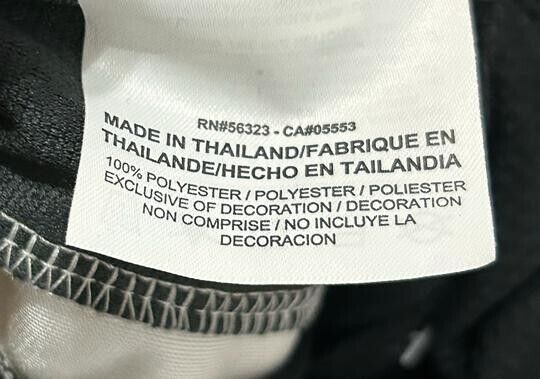 RN#56323 - CA#05553
MADE IN THAILAND/FABRIQUE EN
THAILANDE/HECHO EN TAILANDIA
100% POLYESTER / POLYESTER / POLIESTER
EXCLUSIVE OF DECORATION / DECORATION
NON COMPRISE / NO INCLUYE LA
DECORACION